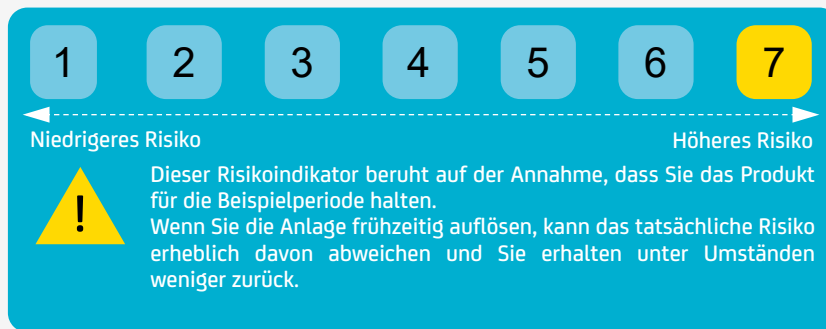 1 2 3 4 5 6 7
Niedrigeres Risiko Höheres Risiko
!
Dieser Risikoindikator beruht auf der Annahme, dass Sie das Produkt
für die Beispielperiode halten.
Wenn Sie die Anlage frühzeitig auflösen, kann das tatsächliche Risiko
erheblich davon abweichen und Sie erhalten unter Umständen
weniger zurück.